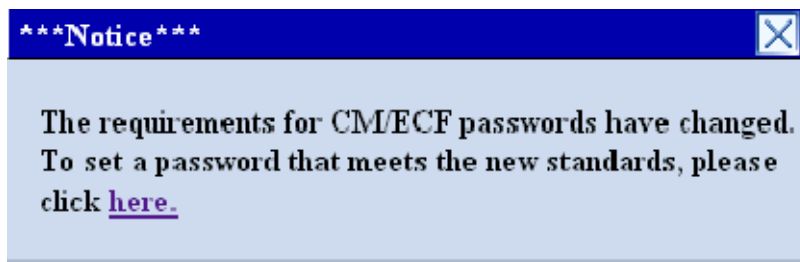 ***Notice***
The requirements for CM/ECF passwords have changed.
To set a password that meets the new standards, please
click here.